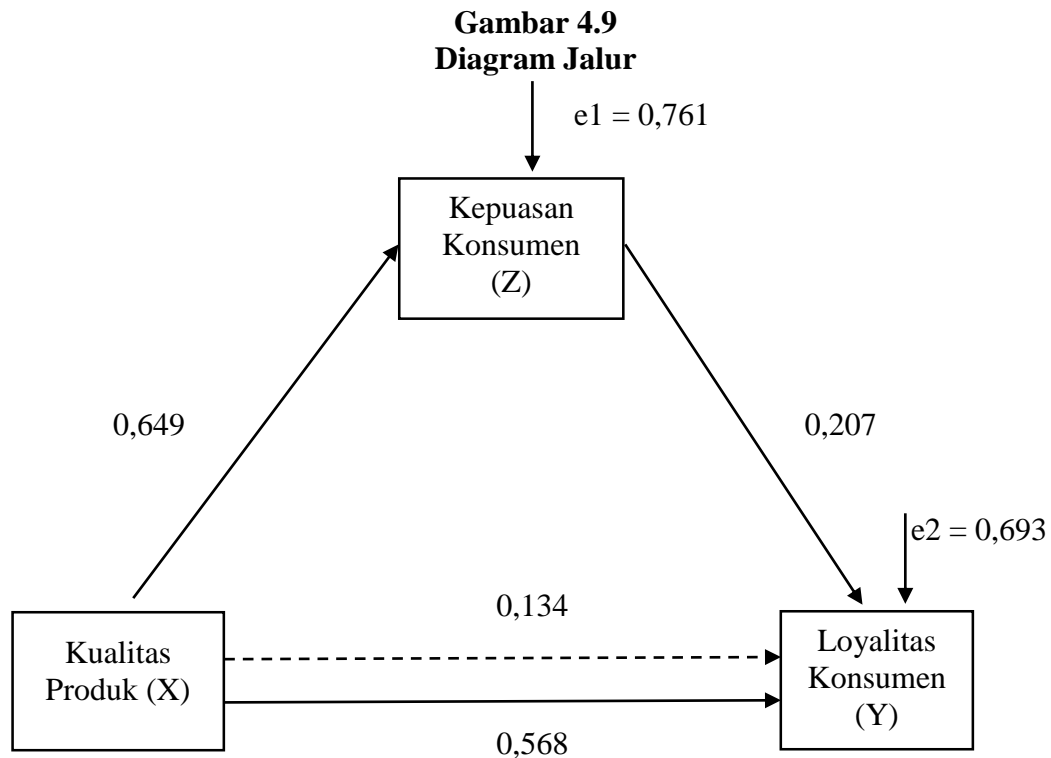 Gambar 4.9
Diagram Jalur
e1 = 0,761
Kepuasan
Konsumen
(Z)
0,649
0,207
e2 = 0,693
0,134
Kualitas
Produk (X)
Loyalitas
Konsumen
(Y)
0,568